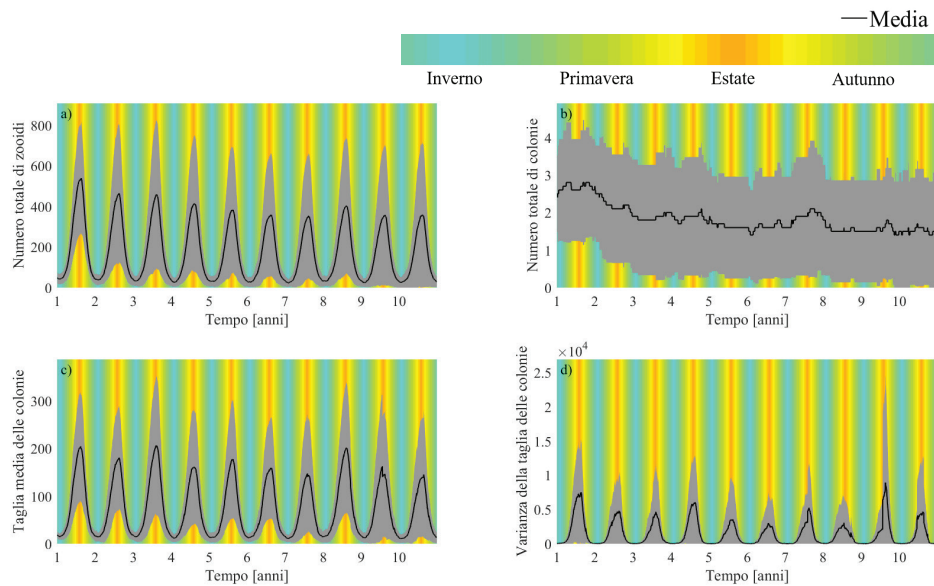 Media
Inverno Primavera Estate Autunno
a)
Numero totale di zooidi
800
600
400
200
0
1 2 3 4 5 6 7 8 9 10
Tempo [anni]
b)
Numero totale di colonie
4
3
2
1
0
1 2 3 4 5 6 7 8 9 10
Tempo [anni]
c)
Taglia media delle colonie
300
200
100
0
1 2 3 4 5 6 7 8 9 10
Tempo [anni]
×10⁴
d)
Varianza della taglia delle colonie
2.5
2
1.5
1
0.5
0
1 2 3 4 5 6 7 8 9 10
Tempo [anni]